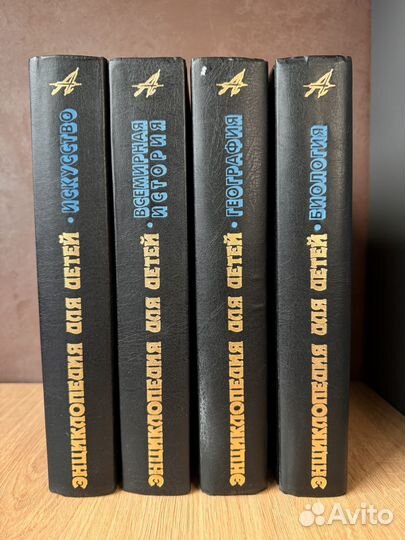 ЭНЦИКЛОПЕДИЯ ДЛЯ ДЕТЕЙ • ИСКУССТВО
ЭНЦИКЛОПЕДИЯ ДЛЯ ДЕТЕЙ • ВСЕМИРНАЯ
ИСТОРИЯ
ЭНЦИКЛОПЕДИЯ ДЛЯ ДЕТЕЙ • ГЕОГРАФИЯ
ЭНЦИКЛОПЕДИЯ ДЛЯ ДЕТЕЙ • БИОЛОГИЯ
Avito